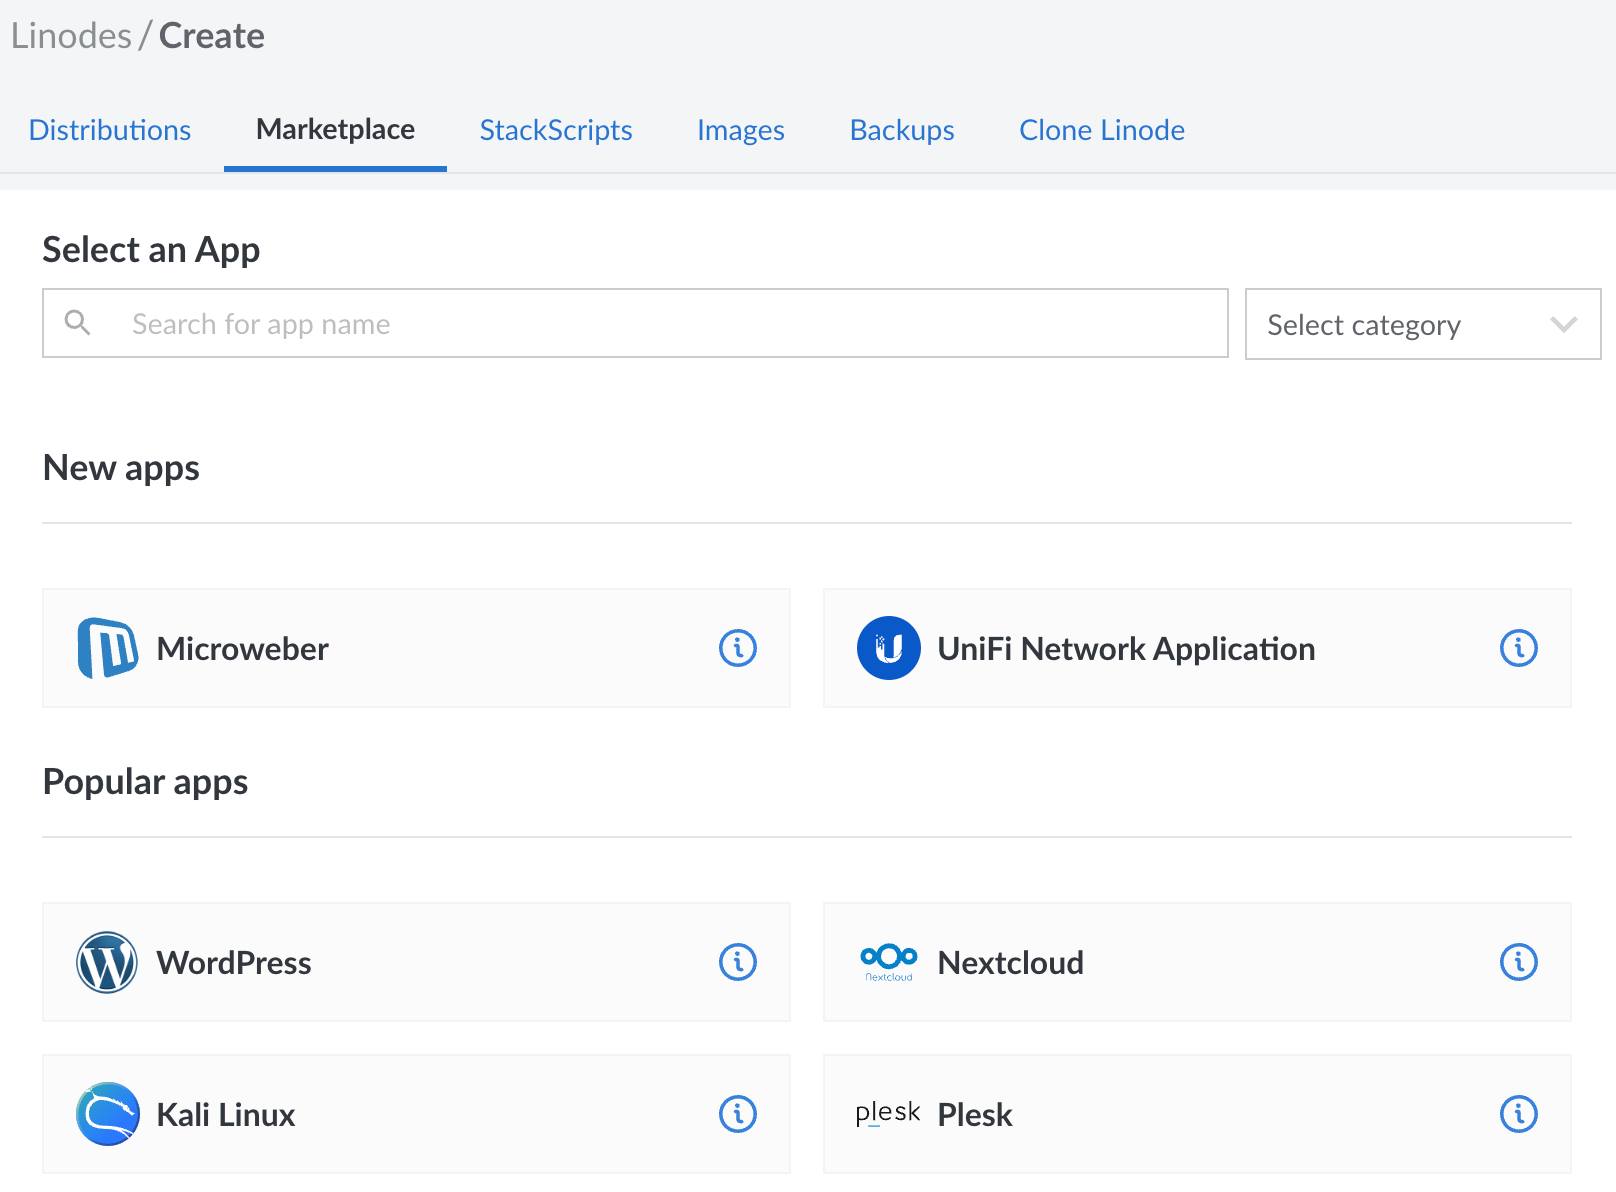 Linodes / Create
Distributions Marketplace StackScripts Images Backups Clone Linode
Select an App
Search for app name Select category
New apps
Microweber UniFi Network Application
Popular apps
WordPress Nextcloud Nextcloud
Kali Linux plesk Plesk